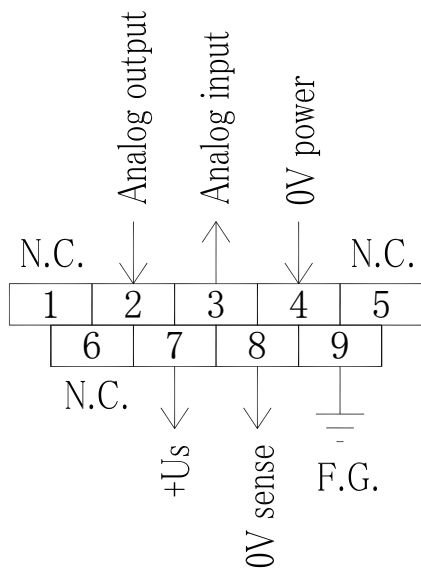 Analog output
Analog input
0V power
N.C.
N.C.
1 2 3 4 5
6 7 8 9
N.C.
+Us
0V sense
F.G.